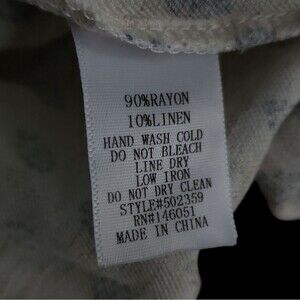 90%RAYON
10%LINEN
HAND WASH COLD
DO NOT BLEACH
LINE DRY
LOW IRON
DO NOT DRY CLEAN
STYLE#502359
RN#146051
MADE IN CHINA